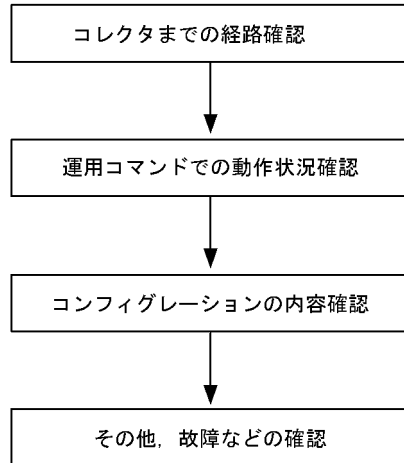 コレクタまでの経路確認
運用コマンドでの動作状況確認
コンフィグレーションの内容確認
その他，故障などの確認